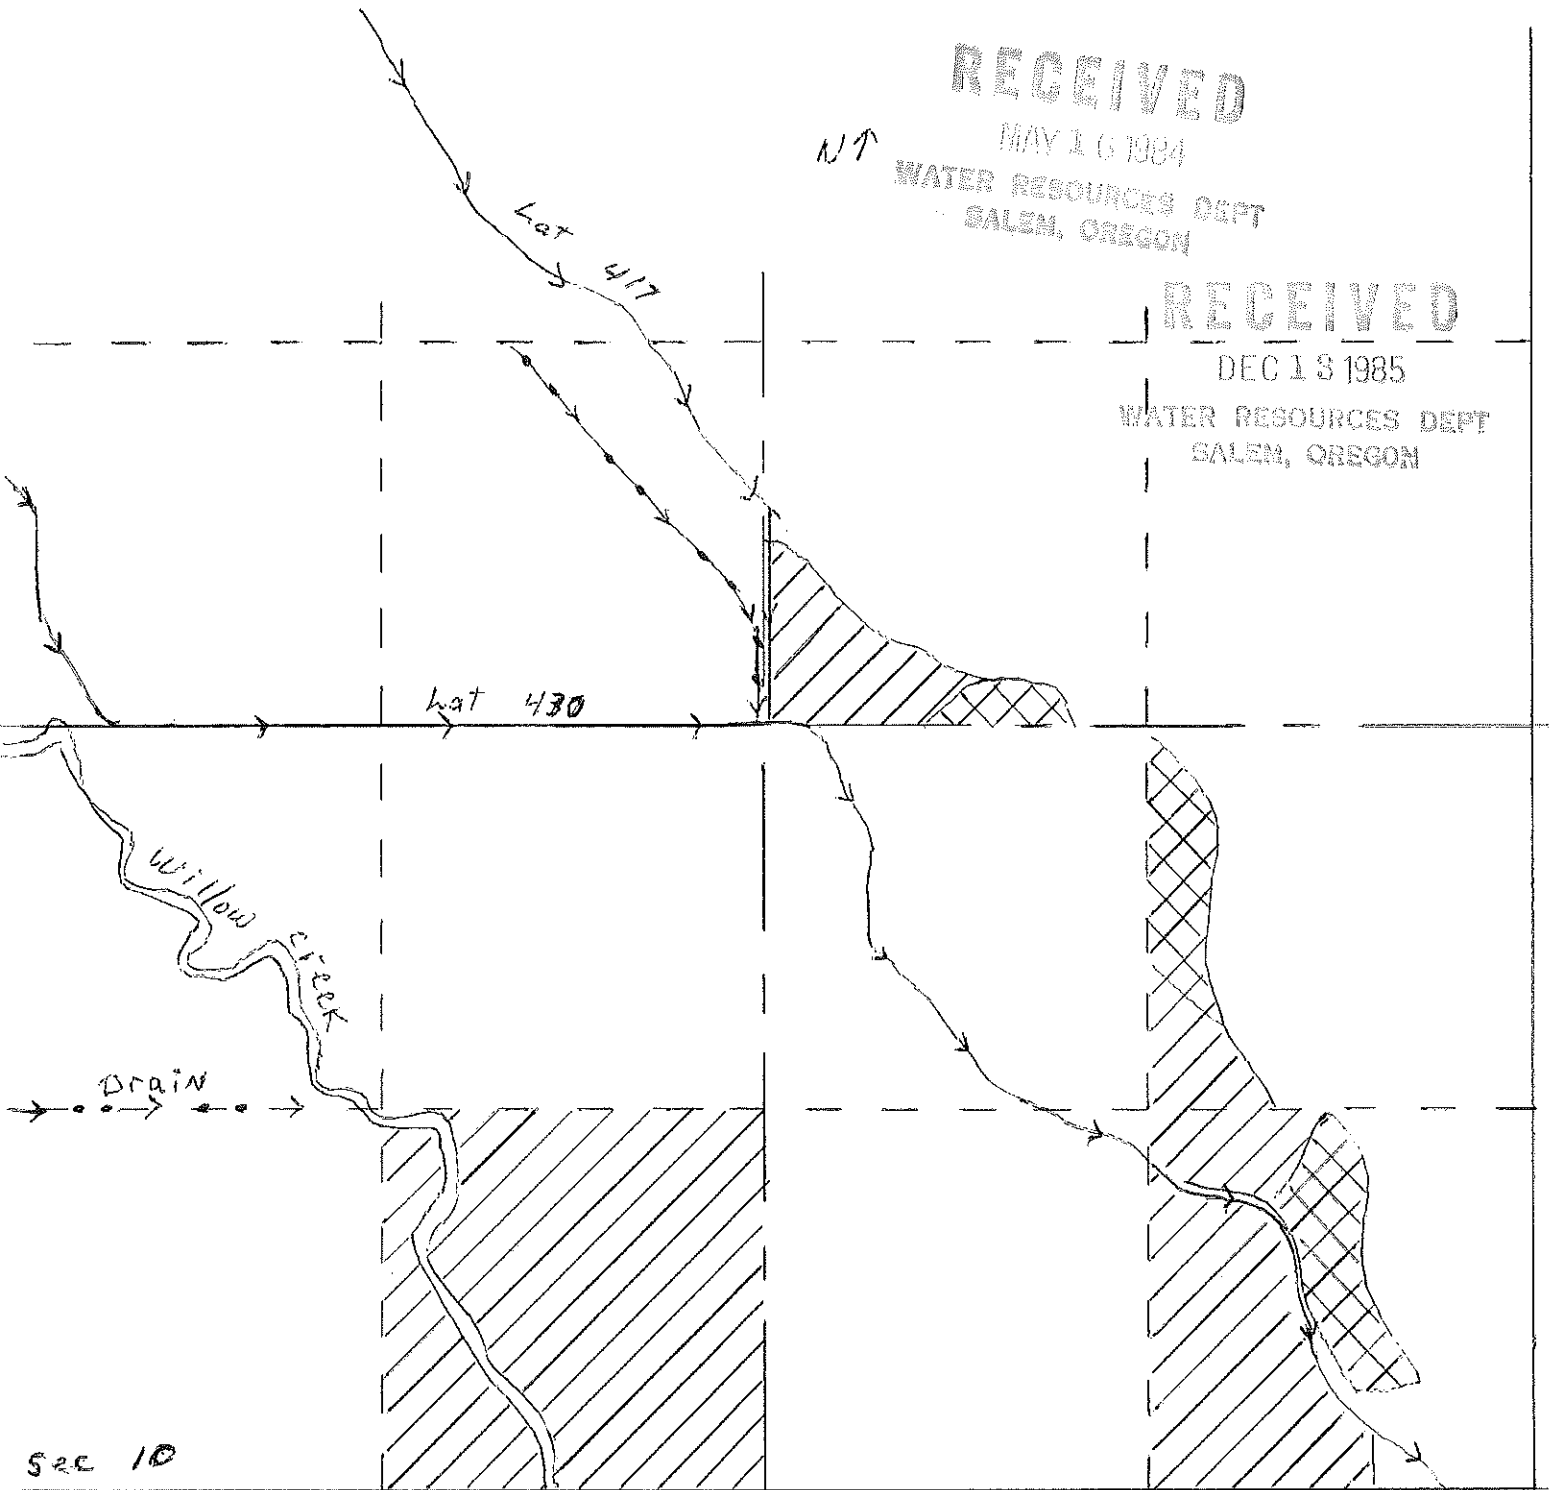 RECEIVED
MAY 16 1984
WATER RESOURCES DEPT
SALEM, OREGON
N↑
Lat 417
RECEIVED
DEC 18 1985
WATER RESOURCES DEPT
SALEM, OREGON
Lat 430
Willow Creek
Drain
Sec 10